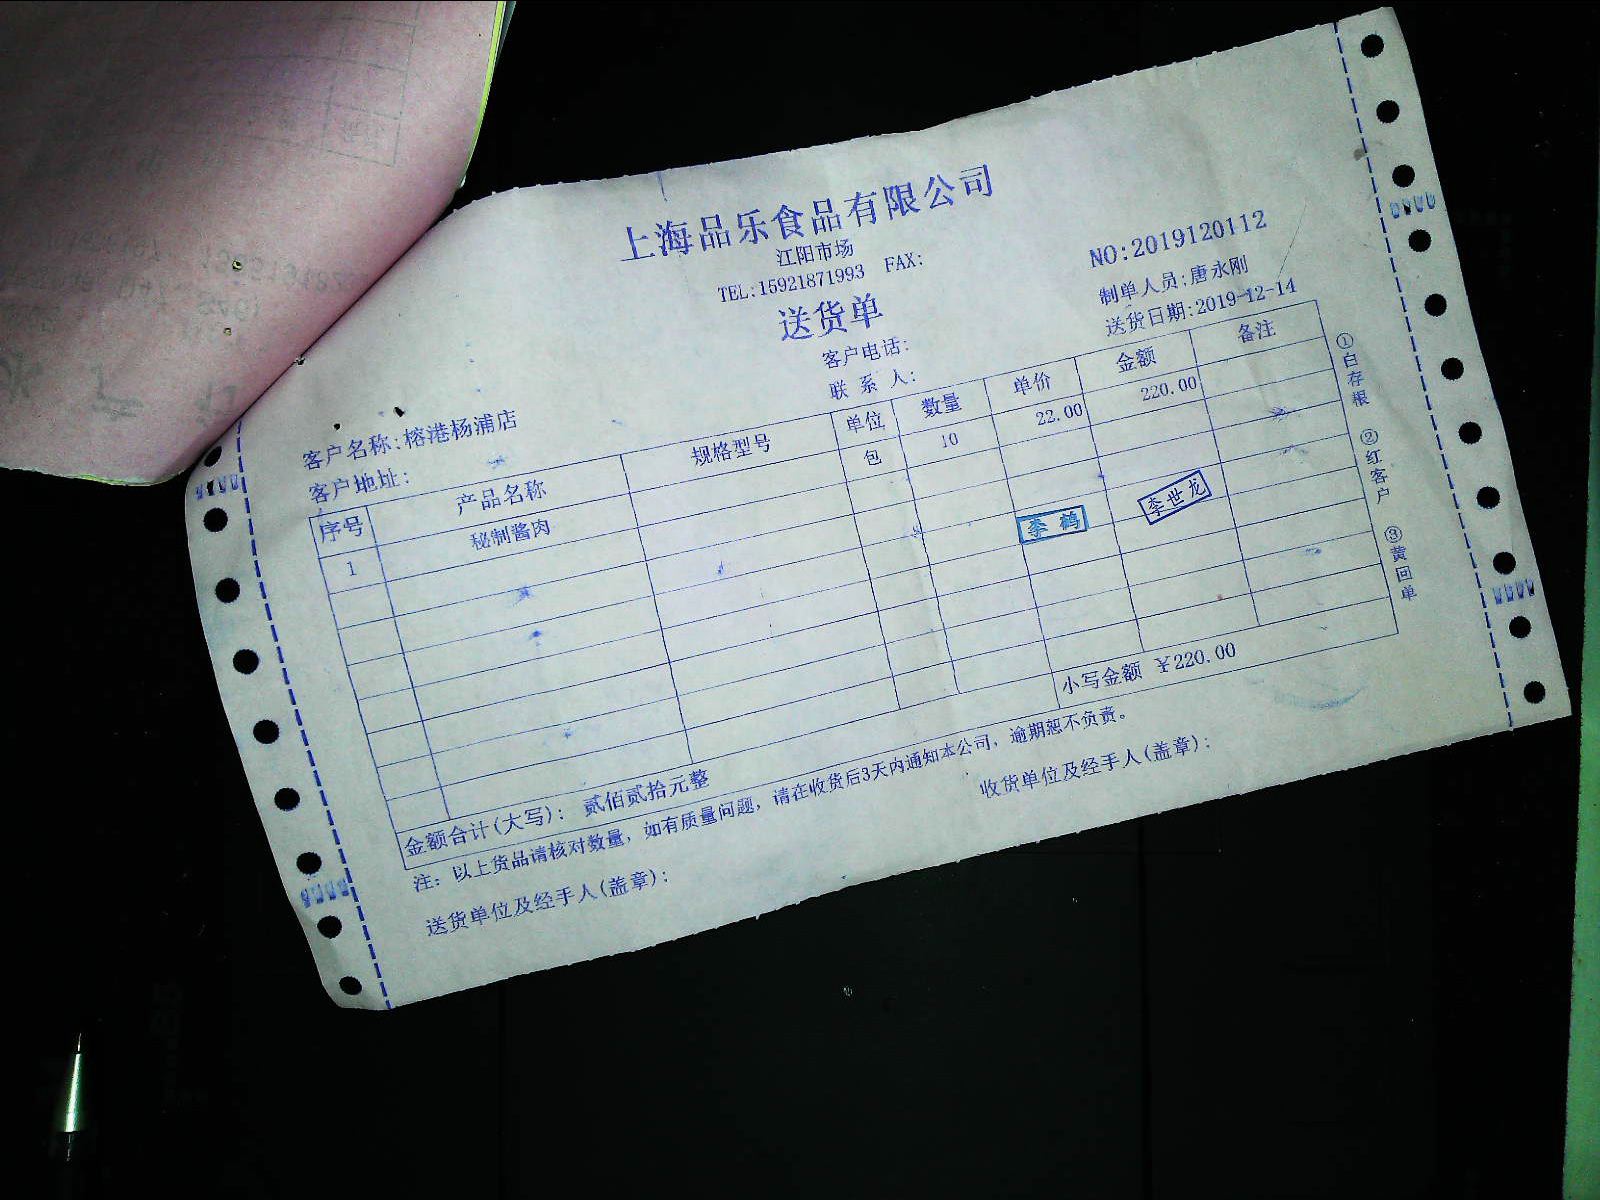 上海品乐食品有限公司
江阳市场
TEL:15921871993 FAX:
送货单
NO:2019120112
制单人员:唐永刚
送货日期:2019-12-14
客户电话:
联 系 人:
客户名称:榕港杨浦店
客户地址:
序号 产品名称 规格型号 单位 数量 单价 金额 备注
1 秘制酱肉 包 10 22.00 220.00
李 鹤
李世龙
金额合计(大写): 贰佰贰拾元整 小写金额 ¥220.00
注: 以上货品请核对数量, 如有质量问题, 请在收货后3天内通知本公司, 逾期恕不负责。
送货单位及经手人(盖章): 收货单位及经手人(盖章):
①白存根 ②红客户 ③黄回单